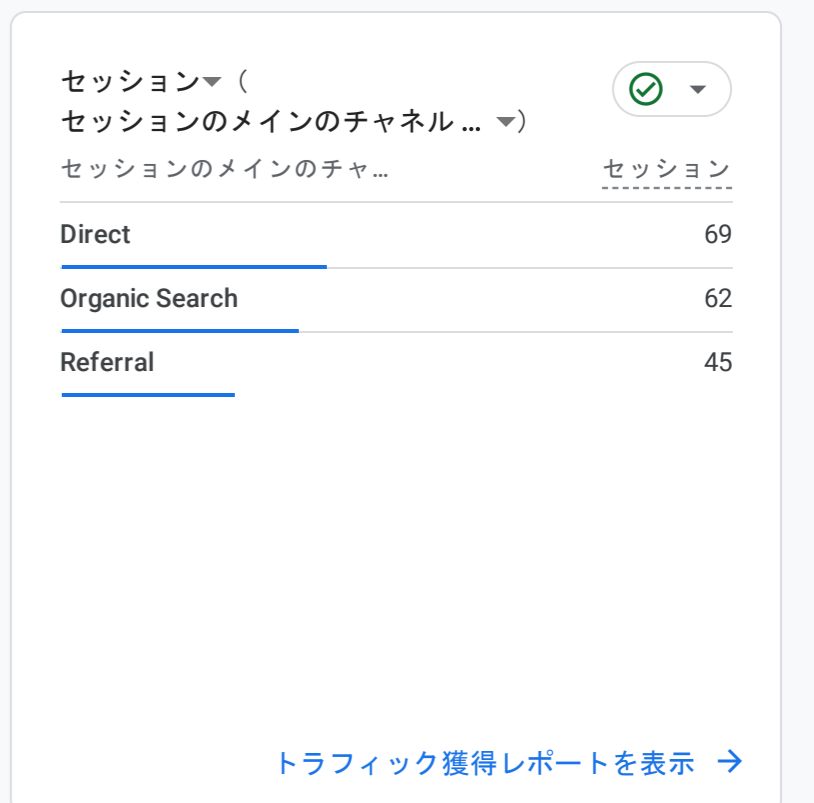 セッション▼（
セッションのメインのチャネル ... ▼）
セッションのメインのチャ... セッション
Direct 69
Organic Search 62
Referral 45
トラフィック獲得レポートを表示 →